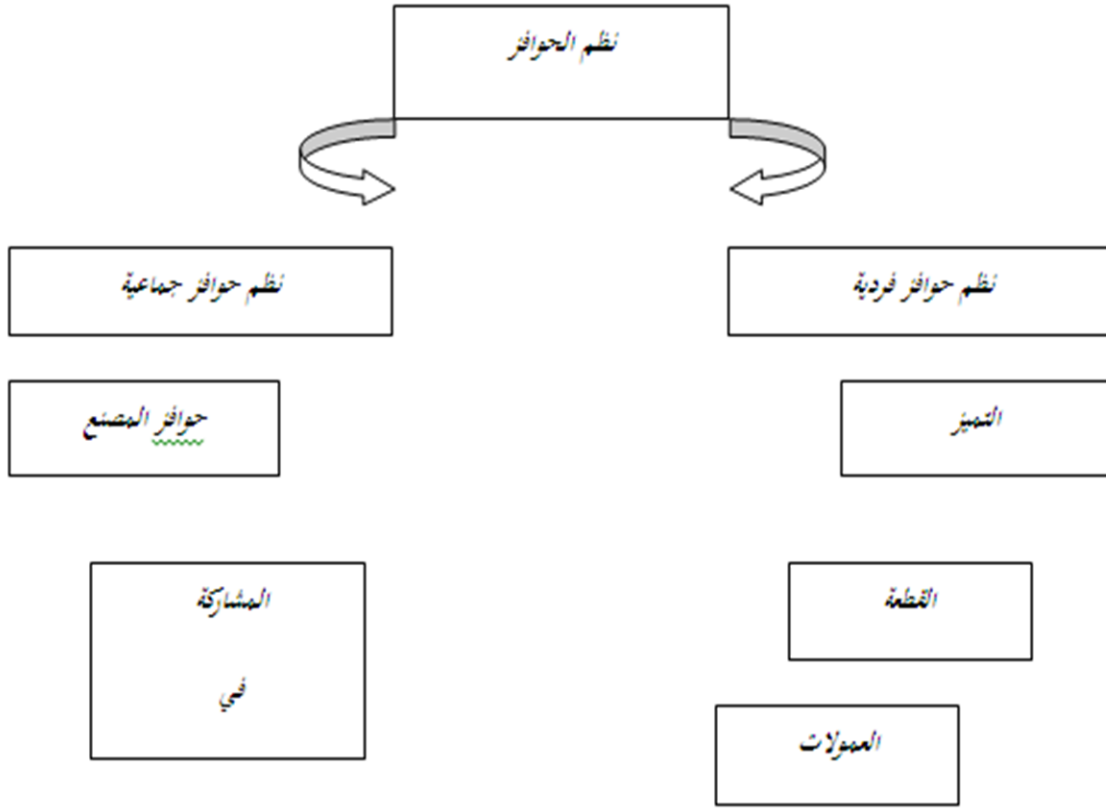 نظم الحوافز
نظم حوافز فردية
نظم حوافز جماعية
التميز
حوافز المصنع
القطعة
المشاركة
في
العمولات